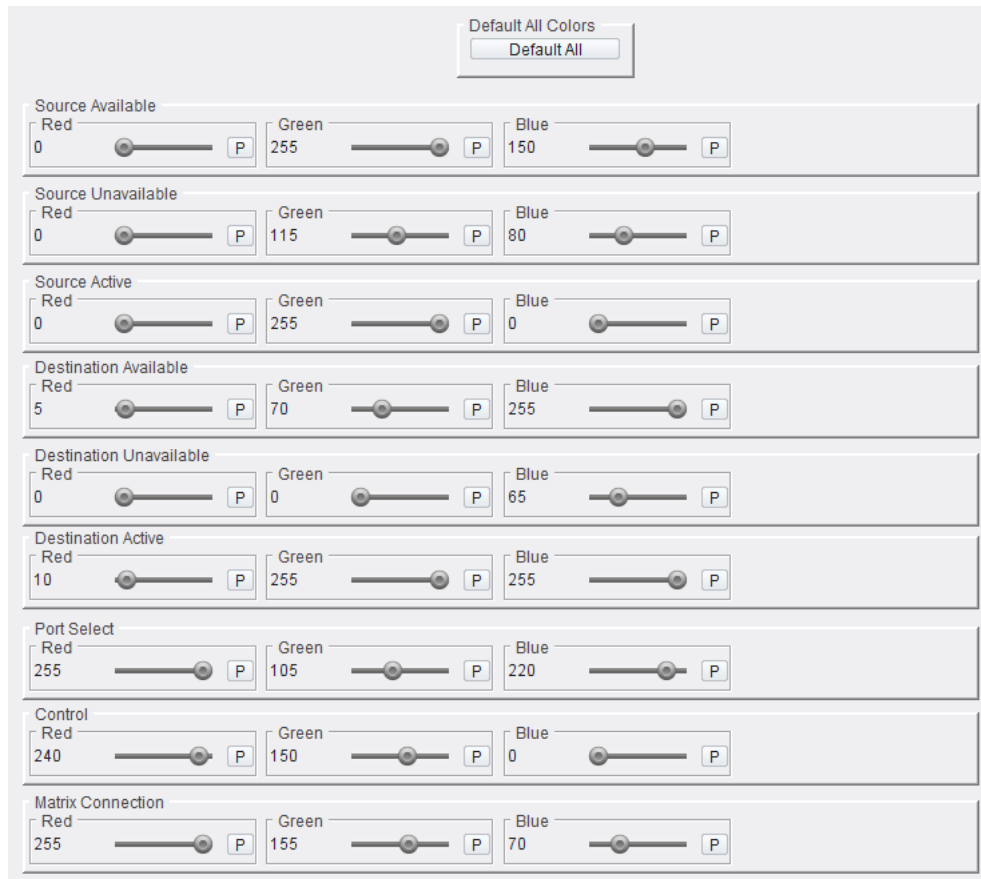 Default All Colors
Default All
Source Available
Red Green Blue
0 P 255 P 150 P
Source Unavailable
Red Green Blue
0 P 115 P 80 P
Source Active
Red Green Blue
0 P 255 P 0 P
Destination Available
Red Green Blue
5 P 70 P 255 P
Destination Unavailable
Red Green Blue
0 P 0 P 65 P
Destination Active
Red Green Blue
10 P 255 P 255 P
Port Select
Red Green Blue
255 P 105 P 220 P
Control
Red Green Blue
240 P 150 P 0 P
Matrix Connection
Red Green Blue
255 P 155 P 70 P